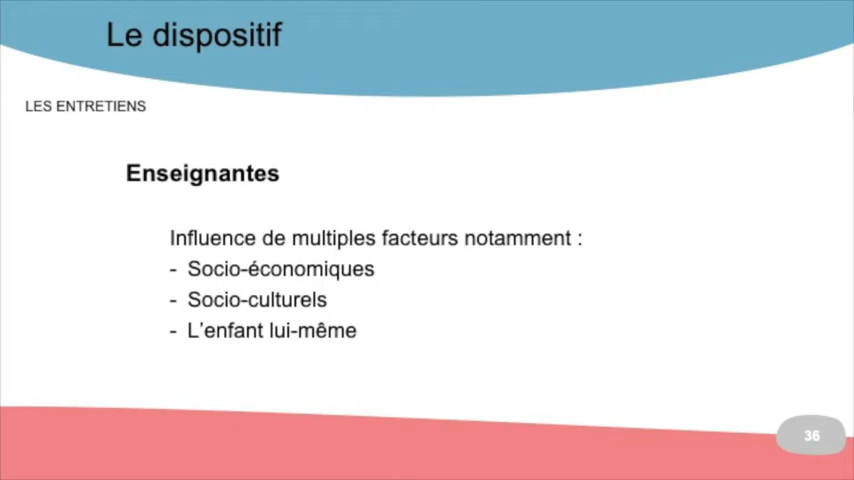 Le dispositif
LES ENTRETIENS
Enseignantes
Influence de multiples facteurs notamment :
- Socio-économiques
- Socio-culturels
- L’enfant lui-même
36